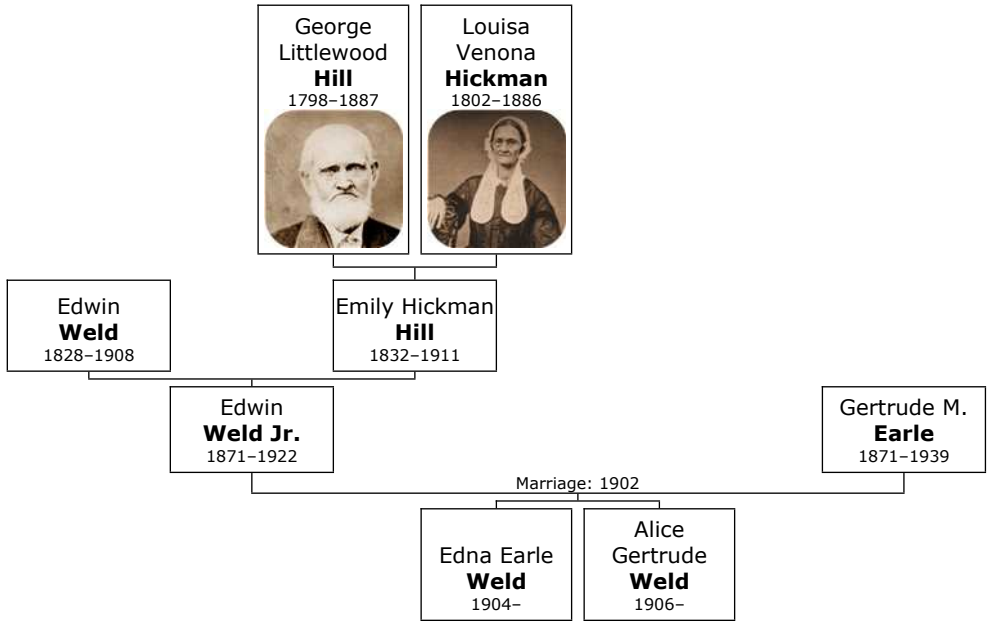 George
Littlewood
Hill
1798–1887
Louisa
Venona
Hickman
1802–1886
Edwin
Weld
1828–1908
Emily Hickman
Hill
1832–1911
Edwin
Weld Jr.
1871–1922
Gertrude M.
Earle
1871–1939
Marriage: 1902
Edna Earle
Weld
1904–
Alice
Gertrude
Weld
1906–